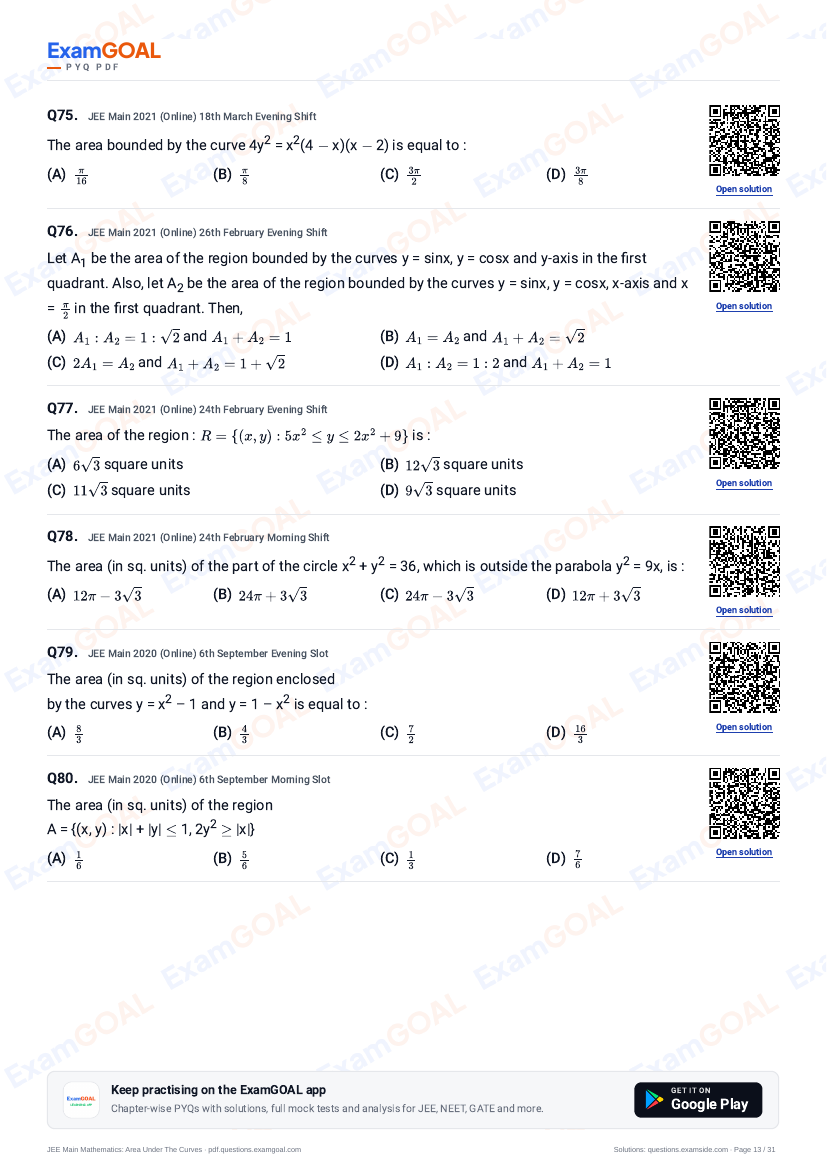 ExamGOAL
PYQ PDF
Q75. JEE Main 2021 (Online) 18th March Evening Shift
The area bounded by the curve 4y² = x²(4 − x)(x − 2) is equal to :
(A) π/16 (B) π/8 (C) 3π/2 (D) 3π/8
Open solution
Q76. JEE Main 2021 (Online) 26th February Evening Shift
Let A₁ be the area of the region bounded by the curves y = sinx, y = cosx and y-axis in the first
quadrant. Also, let A₂ be the area of the region bounded by the curves y = sinx, y = cosx, x-axis and x
= π/2 in the first quadrant. Then,
(A) A₁ : A₂ = 1 : √2 and A₁ + A₂ = 1 (B) A₁ = A₂ and A₁ + A₂ = √2
(C) 2A₁ = A₂ and A₁ + A₂ = 1 + √2 (D) A₁ : A₂ = 1 : 2 and A₁ + A₂ = 1
Open solution
Q77. JEE Main 2021 (Online) 24th February Evening Shift
The area of the region : R = {(x, y) : 5x² ≤ y ≤ 2x² + 9} is :
(A) 6√3 square units (B) 12√3 square units
(C) 11√3 square units (D) 9√3 square units
Open solution
Q78. JEE Main 2021 (Online) 24th February Morning Shift
The area (in sq. units) of the part of the circle x² + y² = 36, which is outside the parabola y² = 9x, is :
(A) 12π − 3√3 (B) 24π + 3√3 (C) 24π − 3√3 (D) 12π + 3√3
Open solution
Q79. JEE Main 2020 (Online) 6th September Evening Slot
The area (in sq. units) of the region enclosed
by the curves y = x² − 1 and y = 1 − x² is equal to :
(A) 8/3 (B) 4/3 (C) 7/2 (D) 16/3
Open solution
Q80. JEE Main 2020 (Online) 6th September Morning Slot
The area (in sq. units) of the region
A = {(x, y) : |x| + |y| ≤ 1, 2y² ≥ |x|}
(A) 1/6 (B) 5/6 (C) 1/3 (D) 7/6
Open solution
Keep practising on the ExamGOAL app
Chapter-wise PYQs with solutions, full mock tests and analysis for JEE, NEET, GATE and more.
GET IT ON
Google Play
JEE Main Mathematics: Area Under The Curves · pdf.questions.examgoal.com
Solutions: questions.examside.com · Page 13 / 31